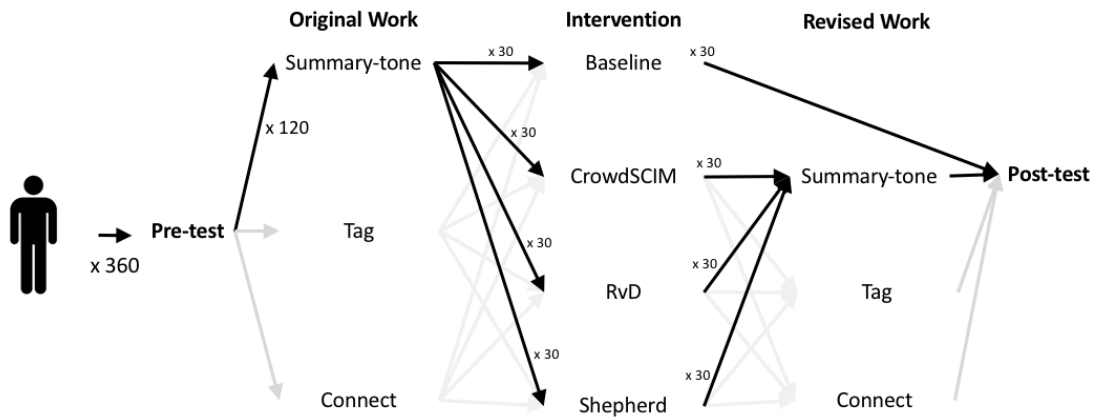 Original Work
Intervention
Revised Work
Summary-tone
x 30
Baseline
x 30
x 120
x 30
CrowdSCIM
x 30
Summary-tone
Post-test
Pre-test
x 360
Tag
x 30
x 30
RvD
Tag
x 30
x 30
Connect
Shepherd
Connect